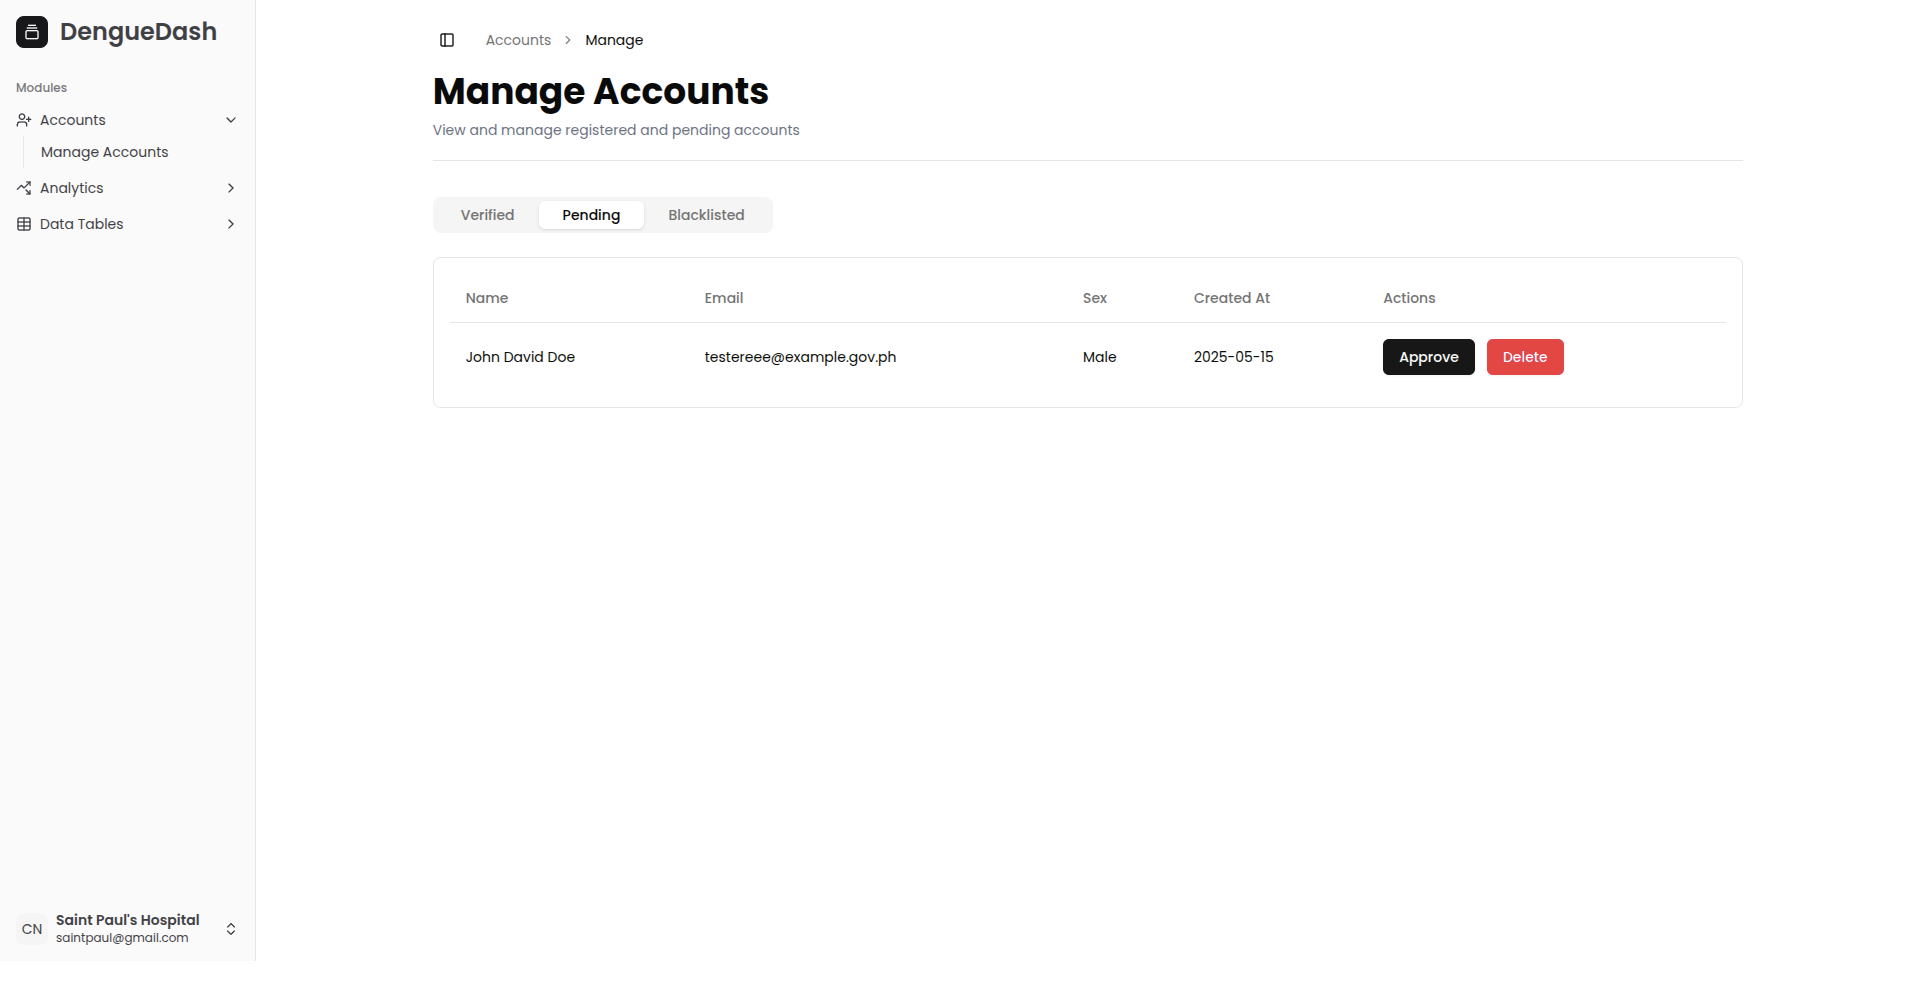 DengueDash
Modules
Accounts
Manage Accounts
Analytics
Data Tables
CN
Saint Paul's Hospital
saintpaul@gmail.com
Accounts > Manage
Manage Accounts
View and manage registered and pending accounts
Verified Pending Blacklisted
Name Email Sex Created At Actions
John David Doe testereee@example.gov.ph Male 2025-05-15 Approve Delete